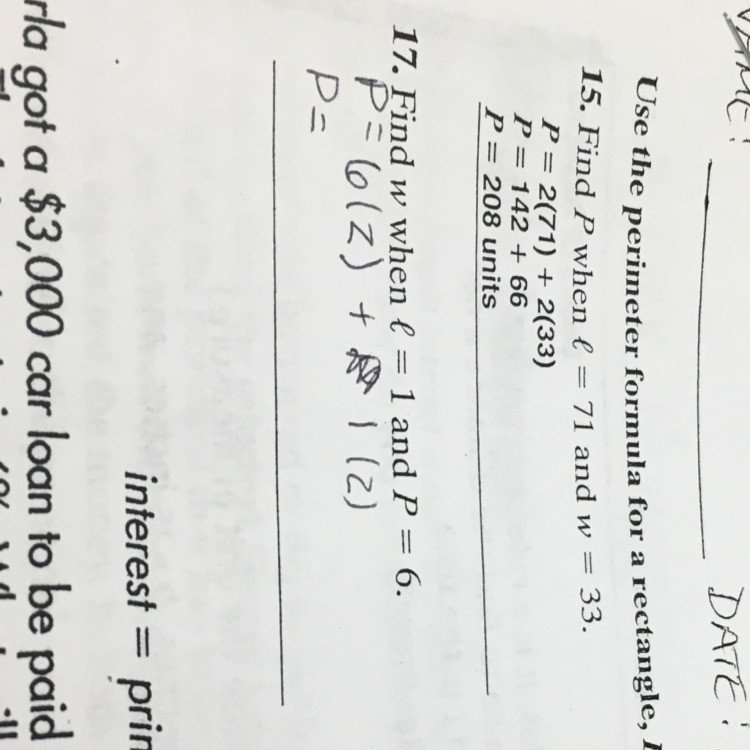 DATE!
Use the perimeter formula for a rectangle,
15. Find P when ℓ = 71 and w = 33.
P = 2(71) + 2(33)
P = 142 + 66
P = 208 units
17. Find w when ℓ = 1 and P = 6.
P = 6(2) + 1(2)
P =
interest = prin
rla got a $3,000 car loan to be paid